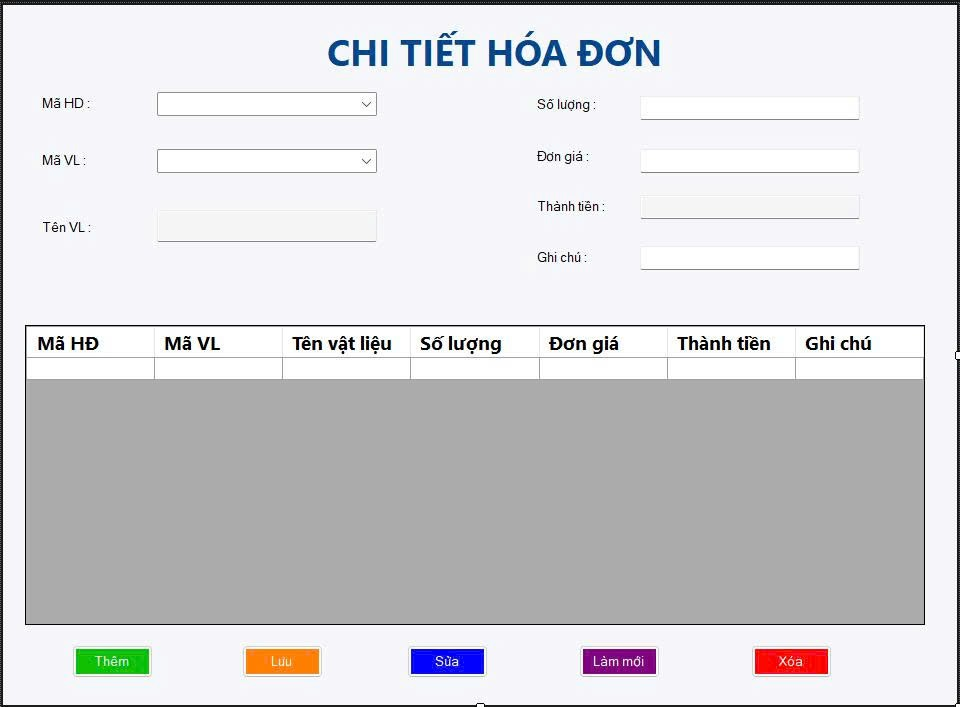 CHI TIẾT HÓA ĐƠN
Mã HD :
Số lượng :
Mã VL :
Đơn giá :
Thành tiền :
Tên VL :
Ghi chú :
Mã HĐ Mã VL Tên vật liệu Số lượng Đơn giá Thành tiền Ghi chú
Thêm Lưu Sửa Làm mới Xóa